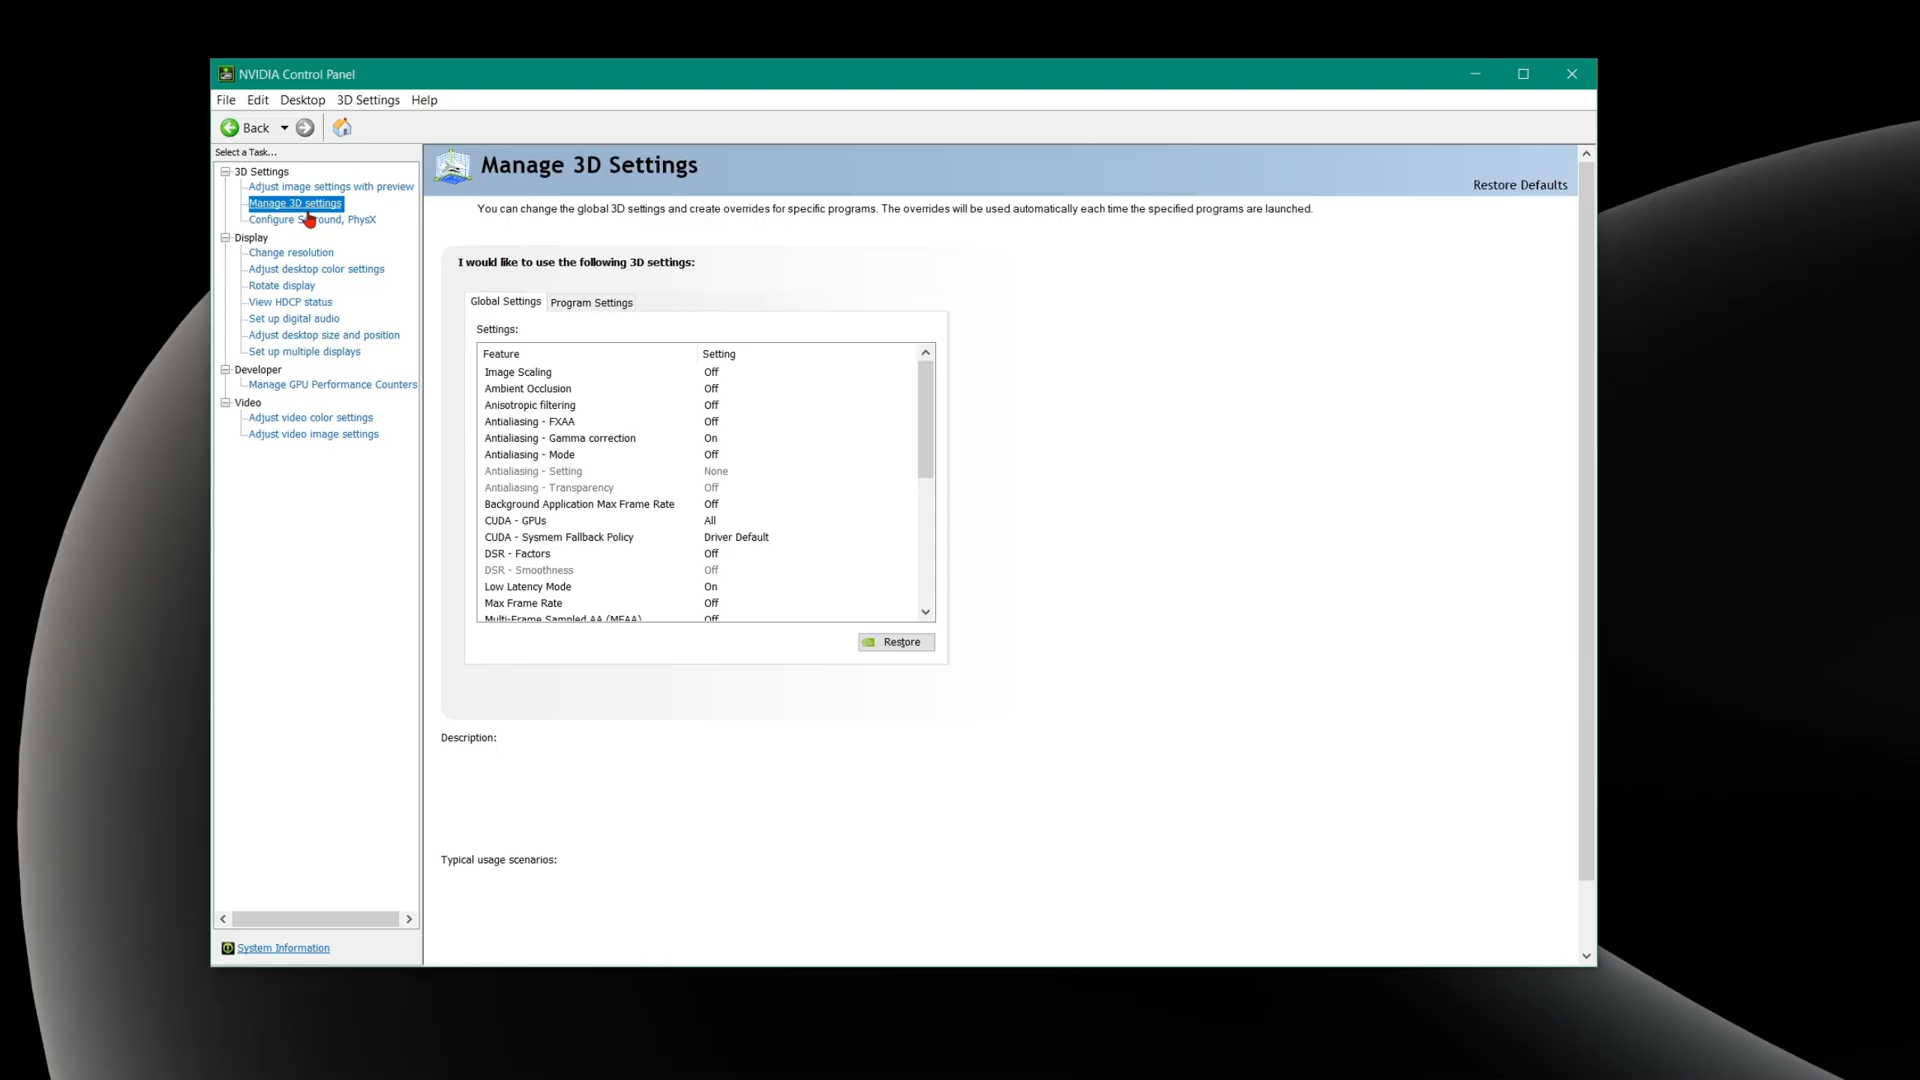 NVIDIA Control Panel
File Edit Desktop 3D Settings Help
Back
Select a Task...
3D Settings
Adjust image settings with preview
Manage 3D settings
Configure Surround, PhysX
Display
Change resolution
Adjust desktop color settings
Rotate display
View HDCP status
Set up digital audio
Adjust desktop size and position
Set up multiple displays
Developer
Manage GPU Performance Counters
Video
Adjust video color settings
Adjust video image settings
System Information
Manage 3D Settings
Restore Defaults
You can change the global 3D settings and create overrides for specific programs. The overrides will be used automatically each time the specified programs are launched.
I would like to use the following 3D settings:
Global Settings Program Settings
Settings:
Feature Setting
Image Scaling Off
Ambient Occlusion Off
Anisotropic filtering Off
Antialiasing - FXAA Off
Antialiasing - Gamma correction On
Antialiasing - Mode Off
Antialiasing - Setting None
Antialiasing - Transparency Off
Background Application Max Frame Rate Off
CUDA - GPUs All
CUDA - Sysmem Fallback Policy Driver Default
DSR - Factors Off
DSR - Smoothness Off
Low Latency Mode On
Max Frame Rate Off
Multi-Frame Sampled AA (MFAA) Off
Restore
Description:
Typical usage scenarios: